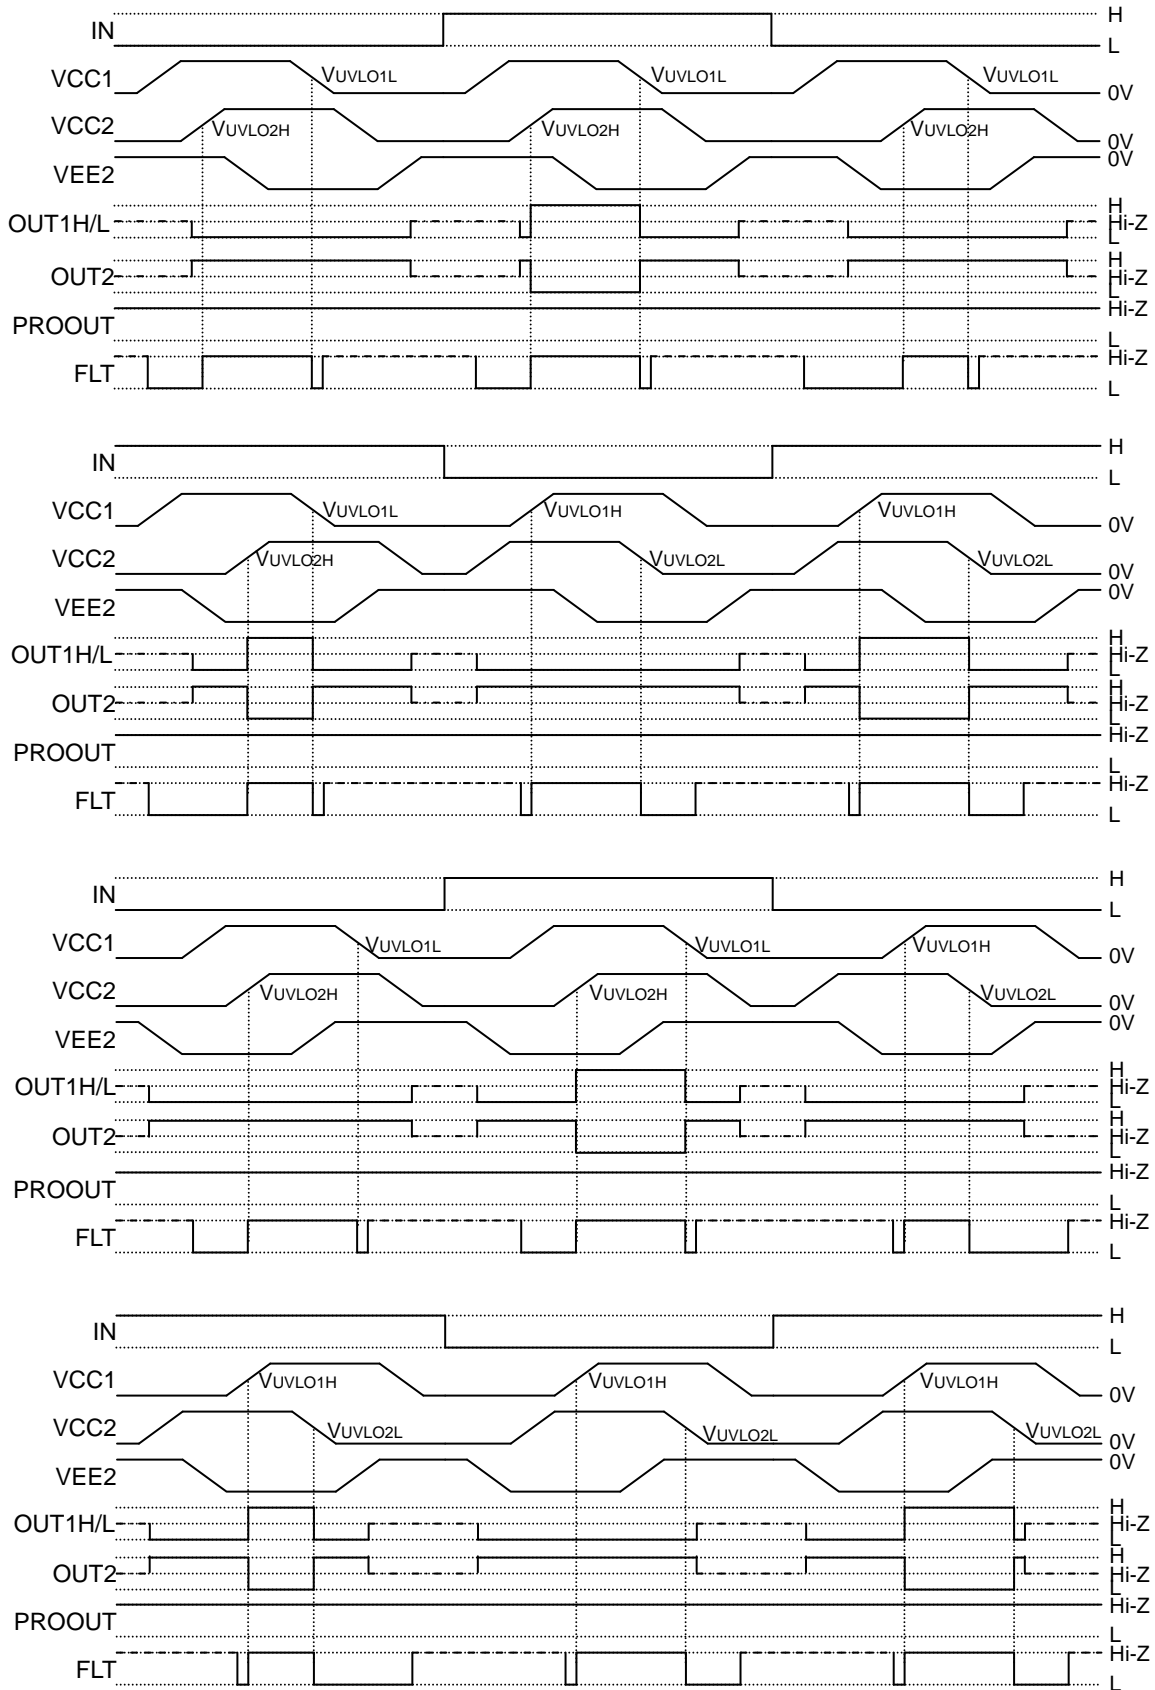 IN H
L
VCC1 VUVLO1L VUVLO1L VUVLO1L 0V
VCC2 VUVLO2H VUVLO2H VUVLO2H 0V
VEE2 0V
OUT1H/L H
Hi-Z
L
OUT2 H
Hi-Z
L
PROOUT Hi-Z
L
FLT Hi-Z
L
IN H
L
VCC1 VUVLO1L VUVLO1H VUVLO1H 0V
VCC2 VUVLO2H VUVLO2L VUVLO2L 0V
VEE2 0V
OUT1H/L H
Hi-Z
L
OUT2 H
Hi-Z
L
PROOUT Hi-Z
L
FLT Hi-Z
L
IN H
L
VCC1 VUVLO1L VUVLO1L VUVLO1H 0V
VCC2 VUVLO2H VUVLO2H VUVLO2L 0V
VEE2 0V
OUT1H/L H
Hi-Z
L
OUT2 H
Hi-Z
L
PROOUT Hi-Z
L
FLT Hi-Z
L
IN H
L
VCC1 VUVLO1H VUVLO1H VUVLO1H 0V
VCC2 VUVLO2L VUVLO2L VUVLO2L 0V
VEE2 0V
OUT1H/L H
Hi-Z
L
OUT2 H
Hi-Z
L
PROOUT Hi-Z
L
FLT Hi-Z
L